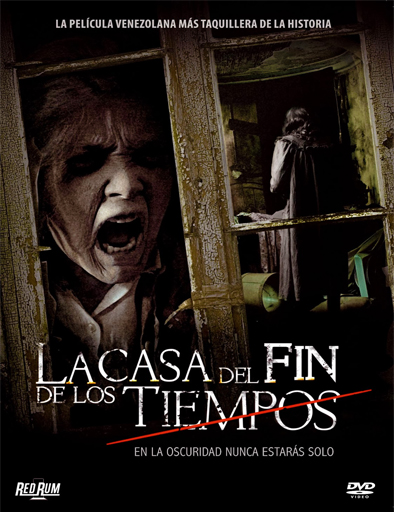 LA PELÍCULA VENEZOLANA MÁS TAQUILLERA DE LA HISTORIA
LA CASA DEL FIN
DE LOS TIEMPOS
EN LA OSCURIDAD NUNCA ESTARÁS SOLO
RED RUM
DVD
VIDEO